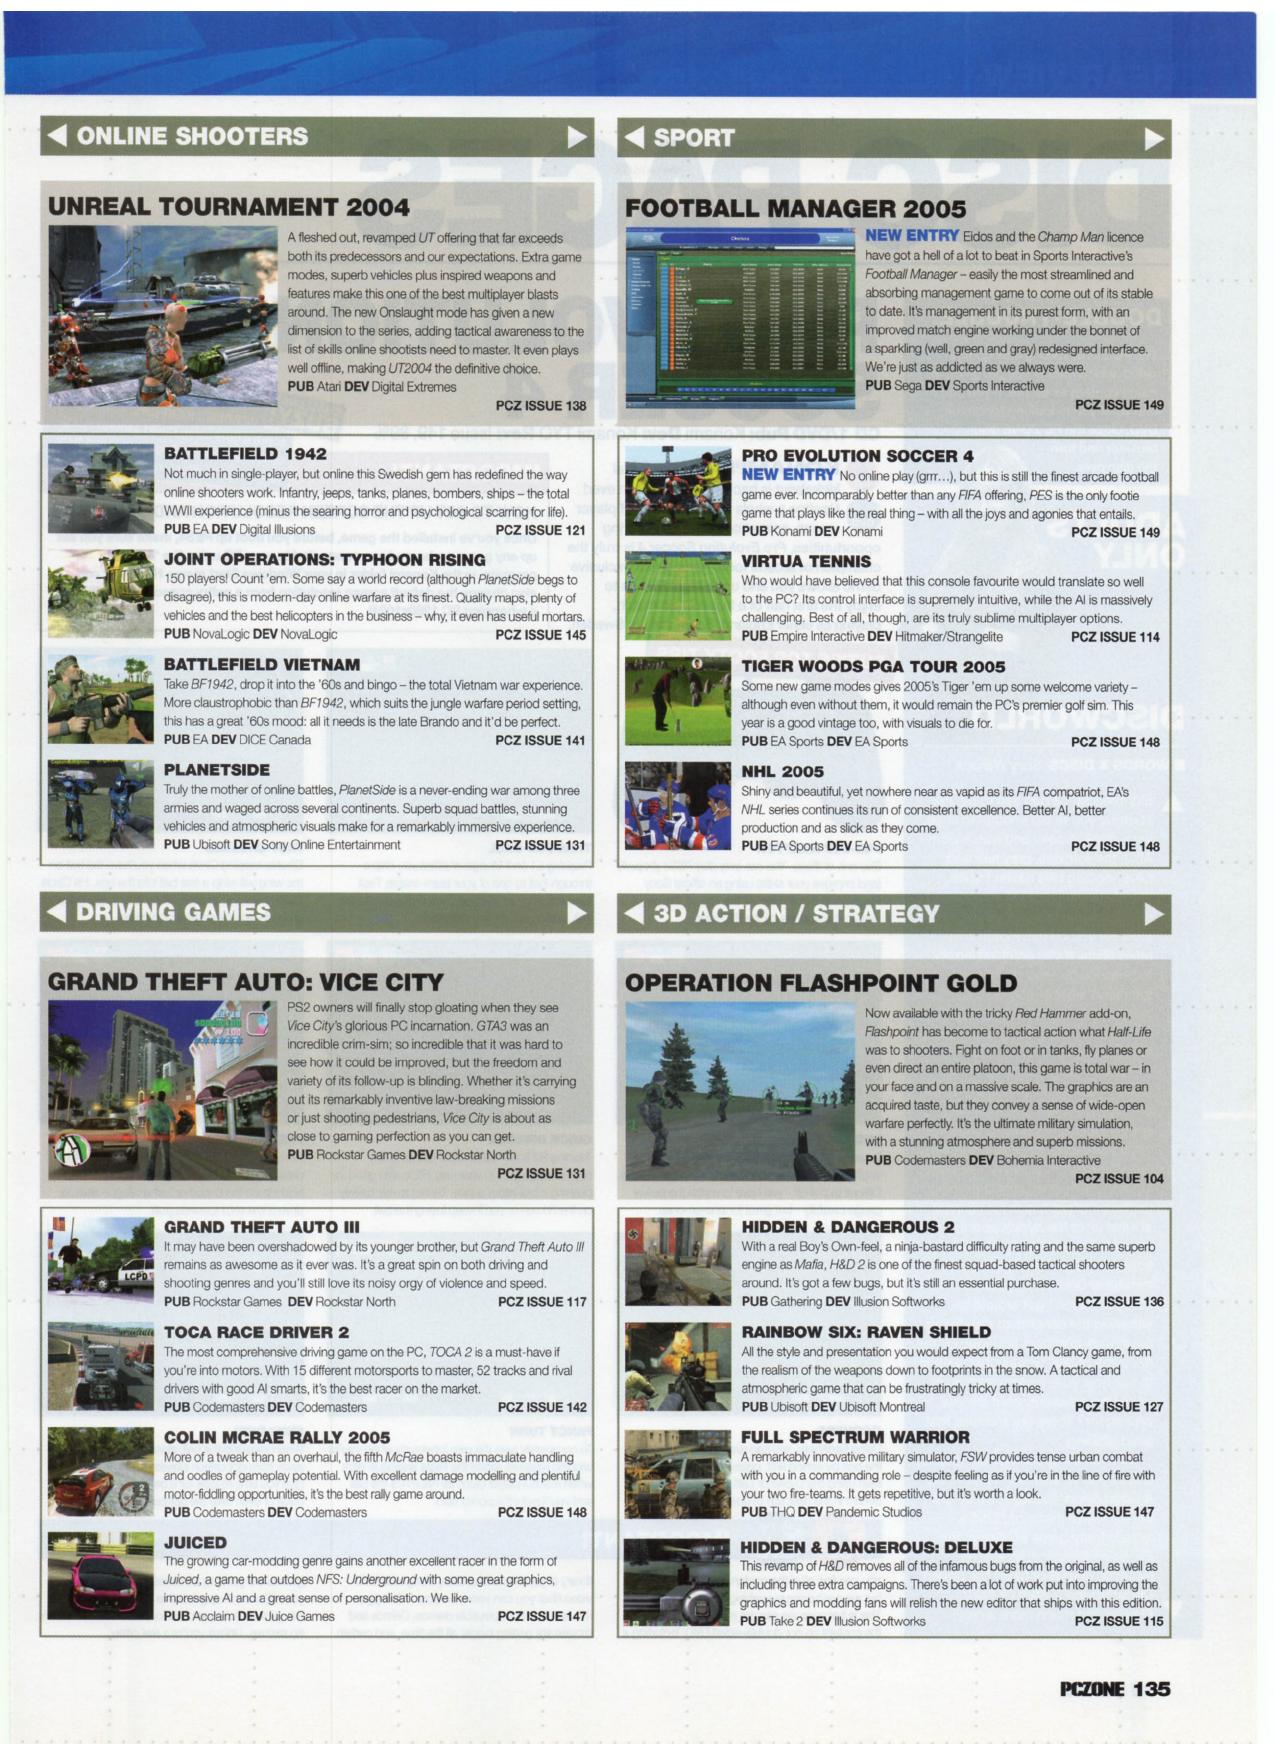 ONLINE SHOOTERS
UNREAL TOURNAMENT 2004
A fleshed out, revamped UT offering that far exceeds
both its predecessors and our expectations. Extra game
modes, superb vehicles plus inspired weapons and
features make this one of the best multiplayer blasts
around. The new Onslaught mode has given a new
dimension to the series, adding tactical awareness to the
list of skills online shootists need to master. It even plays
well offline, making UT2004 the definitive choice.
PUB Atari DEV Digital Extremes
PCZ ISSUE 138
BATTLEFIELD 1942
Not much in single-player, but online this Swedish gem has redefined the way
online shooters work. Infantry, jeeps, tanks, planes, bombers, ships – the total
WWII experience (minus the searing horror and psychological scarring for life).
PUB EA DEV Digital Illusions PCZ ISSUE 121
JOINT OPERATIONS: TYPHOON RISING
150 players! Count 'em. Some say a world record (although PlanetSide begs to
disagree), this is modern-day online warfare at its finest. Quality maps, plenty of
vehicles and the best helicopters in the business – why, it even has useful mortars.
PUB NovaLogic DEV NovaLogic PCZ ISSUE 145
BATTLEFIELD VIETNAM
Take BF1942, drop it into the '60s and bingo – the total Vietnam war experience.
More claustrophobic than BF1942, which suits the jungle warfare period setting,
this has a great '60s mood: all it needs is the late Brando and it'd be perfect.
PUB EA DEV DICE Canada PCZ ISSUE 141
PLANETSIDE
Truly the mother of online battles, PlanetSide is a never-ending war among three
armies and waged across several continents. Superb squad battles, stunning
vehicles and atmospheric visuals make for a remarkably immersive experience.
PUB Ubisoft DEV Sony Online Entertainment PCZ ISSUE 131
SPORT
FOOTBALL MANAGER 2005
NEW ENTRY Eidos and the Champ Man licence
have got a hell of a lot to beat in Sports Interactive's
Football Manager – easily the most streamlined and
absorbing management game to come out of its stable
to date. It's management in its purest form, with an
improved match engine working under the bonnet of
a sparkling (well, green and gray) redesigned interface.
We're just as addicted as we always were.
PUB Sega DEV Sports Interactive
PCZ ISSUE 149
PRO EVOLUTION SOCCER 4
NEW ENTRY No online play (grrr...), but this is still the finest arcade football
game ever. Incomparably better than any FIFA offering, PES is the only footie
game that plays like the real thing – with all the joys and agonies that entails.
PUB Konami DEV Konami PCZ ISSUE 149
VIRTUA TENNIS
Who would have believed that this console favourite would translate so well
to the PC? Its control interface is supremely intuitive, while the AI is massively
challenging. Best of all, though, are its truly sublime multiplayer options.
PUB Empire Interactive DEV Hitmaker/Strangelite PCZ ISSUE 114
TIGER WOODS PGA TOUR 2005
Some new game modes gives 2005's Tiger 'em up some welcome variety –
although even without them, it would remain the PC's premier golf sim. This
year is a good vintage too, with visuals to die for.
PUB EA Sports DEV EA Sports PCZ ISSUE 148
NHL 2005
Shiny and beautiful, yet nowhere near as vapid as its FIFA compatriot, EA's
NHL series continues its run of consistent excellence. Better AI, better
production and as slick as they come.
PUB EA Sports DEV EA Sports PCZ ISSUE 148
DRIVING GAMES
GRAND THEFT AUTO: VICE CITY
PS2 owners will finally stop gloating when they see
Vice City's glorious PC incarnation. GTA3 was an
incredible crim-sim; so incredible that it was hard to
see how it could be improved, but the freedom and
variety of its follow-up is blinding. Whether it's carrying
out its remarkably inventive law-breaking missions
or just shooting pedestrians, Vice City is about as
close to gaming perfection as you can get.
PUB Rockstar Games DEV Rockstar North
PCZ ISSUE 131
GRAND THEFT AUTO III
It may have been overshadowed by its younger brother, but Grand Theft Auto III
remains as awesome as it ever was. It's a great spin on both driving and
shooting genres and you'll still love its noisy orgy of violence and speed.
PUB Rockstar Games DEV Rockstar North PCZ ISSUE 117
LCPD
TOCA RACE DRIVER 2
The most comprehensive driving game on the PC, TOCA 2 is a must-have if
you're into motors. With 15 different motorsports to master, 52 tracks and rival
drivers with good AI smarts, it's the best racer on the market.
PUB Codemasters DEV Codemasters PCZ ISSUE 142
COLIN MCRAE RALLY 2005
More of a tweak than an overhaul, the fifth McRae boasts immaculate handling
and oodles of gameplay potential. With excellent damage modelling and plentiful
motor-fiddling opportunities, it's the best rally game around.
PUB Codemasters DEV Codemasters PCZ ISSUE 148
JUICED
The growing car-modding genre gains another excellent racer in the form of
Juiced, a game that outdoes NFS: Underground with some great graphics,
impressive AI and a great sense of personalisation. We like.
PUB Acclaim DEV Juice Games PCZ ISSUE 147
3D ACTION / STRATEGY
OPERATION FLASHPOINT GOLD
Now available with the tricky Red Hammer add-on,
Flashpoint has become to tactical action what Half-Life
was to shooters. Fight on foot or in tanks, fly planes or
even direct an entire platoon, this game is total war – in
your face and on a massive scale. The graphics are an
acquired taste, but they convey a sense of wide-open
warfare perfectly. It's the ultimate military simulation,
with a stunning atmosphere and superb missions.
PUB Codemasters DEV Bohemia Interactive
PCZ ISSUE 104
HIDDEN & DANGEROUS 2
With a real Boy's Own-feel, a ninja-bastard difficulty rating and the same superb
engine as Mafia, H&D 2 is one of the finest squad-based tactical shooters
around. It's got a few bugs, but it's still an essential purchase.
PUB Gathering DEV Illusion Softworks PCZ ISSUE 136
RAINBOW SIX: RAVEN SHIELD
All the style and presentation you would expect from a Tom Clancy game, from
the realism of the weapons down to footprints in the snow. A tactical and
atmospheric game that can be frustratingly tricky at times.
PUB Ubisoft DEV Ubisoft Montreal PCZ ISSUE 127
FULL SPECTRUM WARRIOR
A remarkably innovative military simulator, FSW provides tense urban combat
with you in a commanding role – despite feeling as if you're in the line of fire with
your two fire-teams. It gets repetitive, but it's worth a look.
PUB THQ DEV Pandemic Studios PCZ ISSUE 147
HIDDEN & DANGEROUS: DELUXE
This revamp of H&D removes all of the infamous bugs from the original, as well as
including three extra campaigns. There's been a lot of work put into improving the
graphics and modding fans will relish the new editor that ships with this edition.
PUB Take 2 DEV Illusion Softworks PCZ ISSUE 115
PCZONE 135